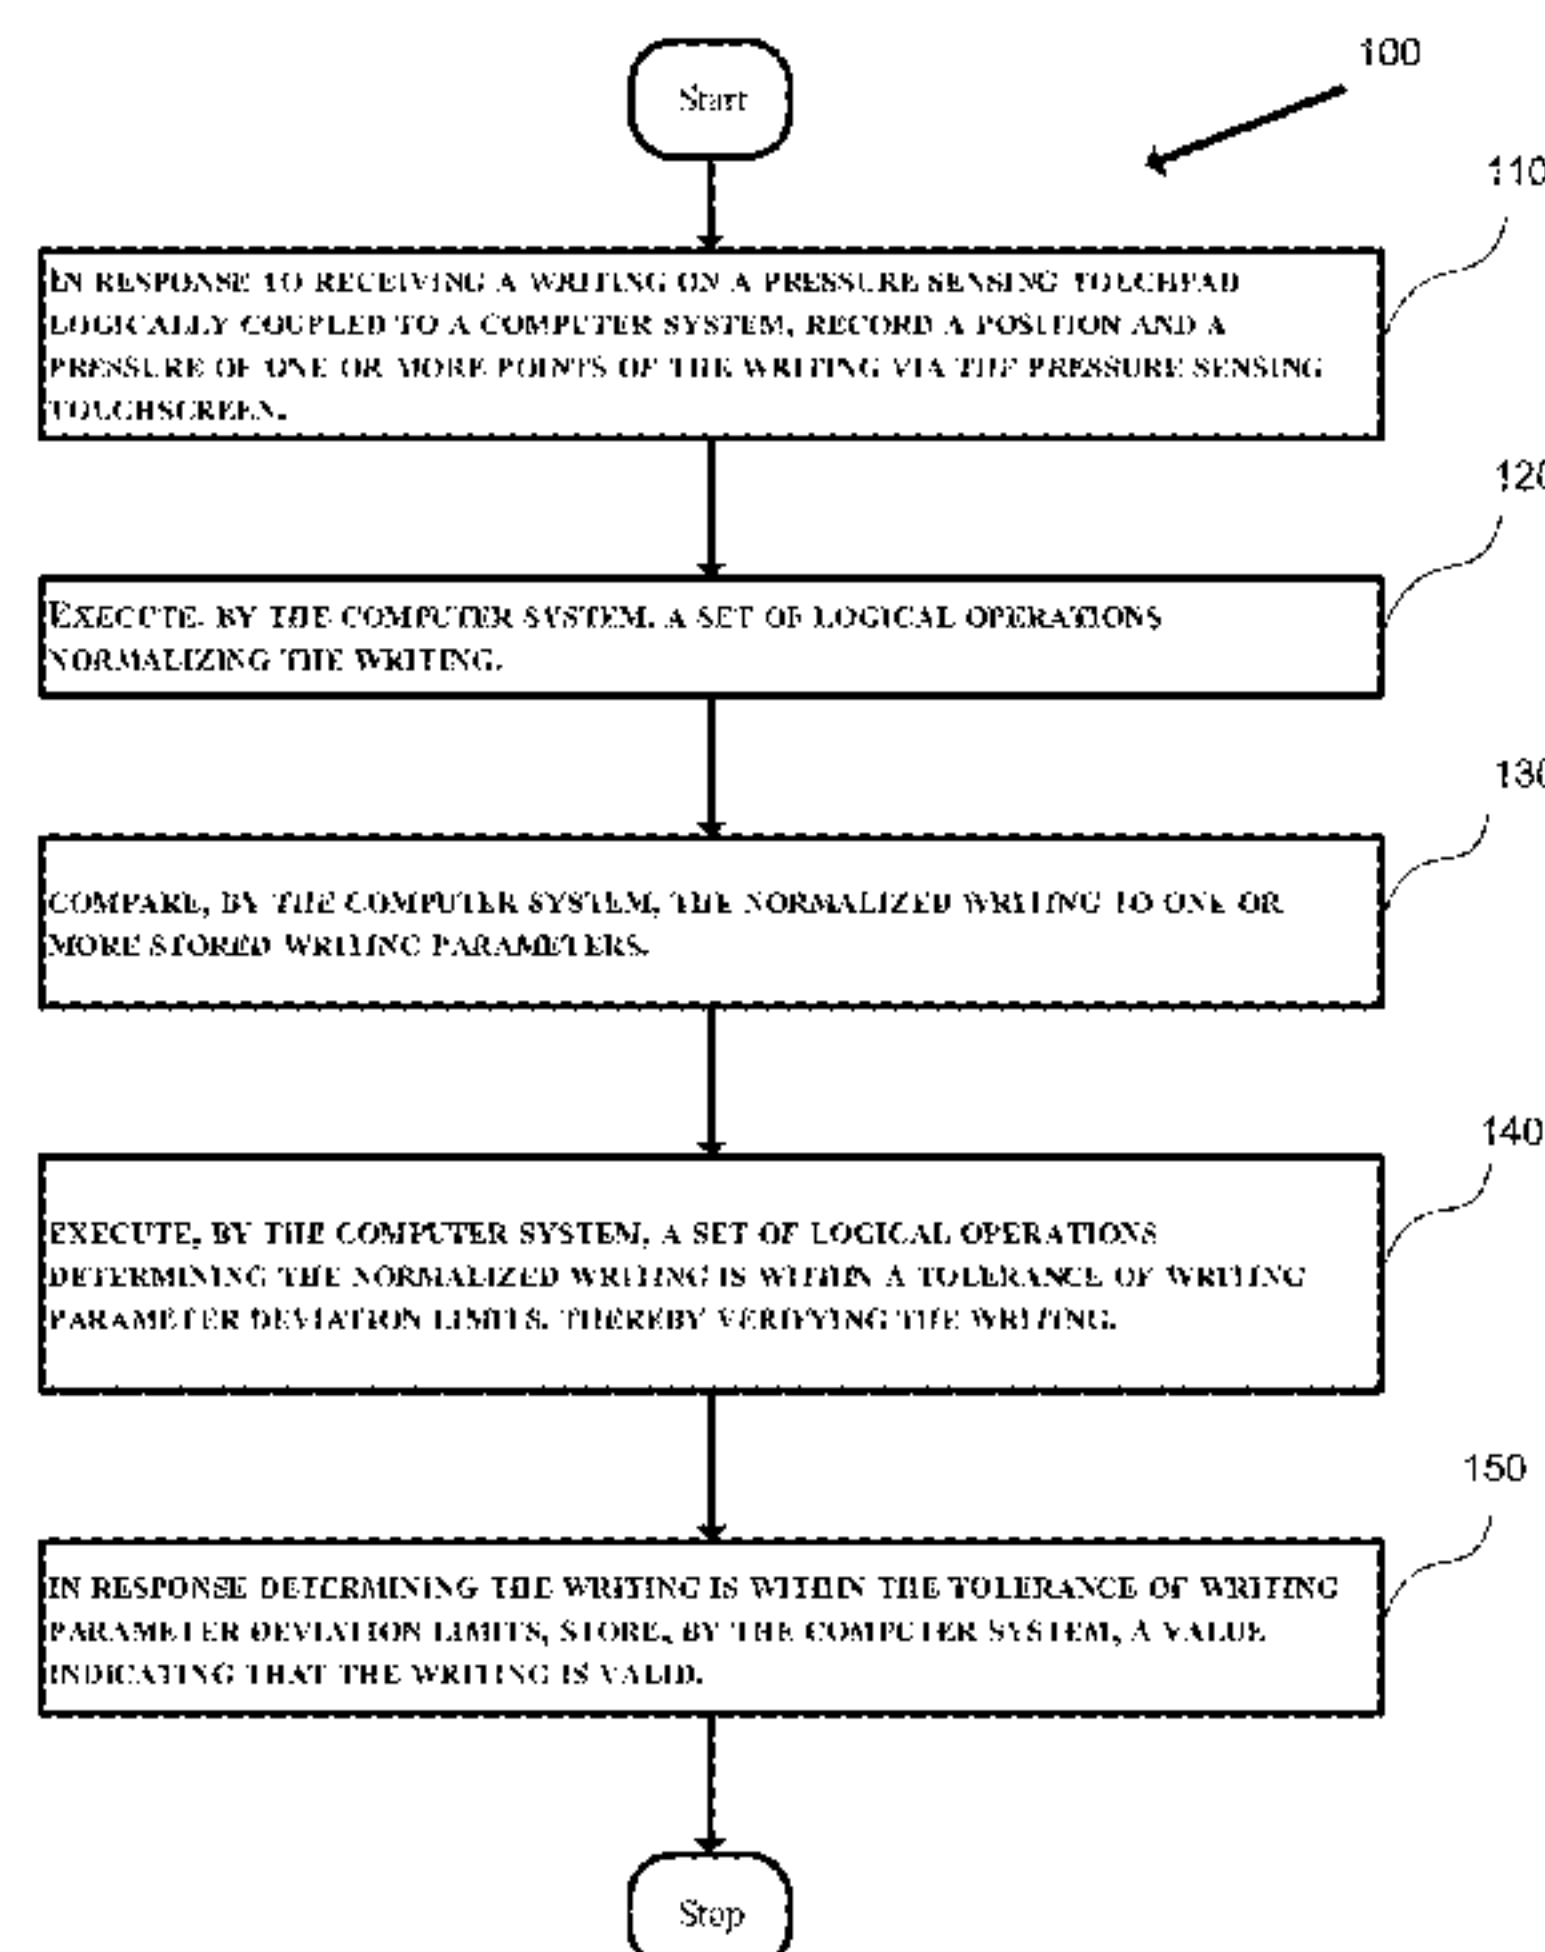 Start
100
110
IN RESPONSE TO RECEIVING A WRITING ON A PRESSURE SENSING TOUCHPAD
LOGICALLY COUPLED TO A COMPUTER SYSTEM, RECORD A POSITION AND A
PRESSURE OF ONE OR MORE POINTS OF THE WRITING VIA THE PRESSURE SENSING
TOUCHSCREEN.
120
EXECUTE, BY THE COMPUTER SYSTEM, A SET OF LOGICAL OPERATIONS
NORMALIZING THE WRITING.
130
COMPARE, BY THE COMPUTER SYSTEM, THE NORMALIZED WRITING TO ONE OR
MORE STORED WRITING PARAMETERS.
140
EXECUTE, BY THE COMPUTER SYSTEM, A SET OF LOGICAL OPERATIONS
DETERMINING THE NORMALIZED WRITING IS WITHIN A TOLERANCE OF WRITING
PARAMETER DEVIATION LIMITS, THEREBY VERIFYING THE WRITING.
150
IN RESPONSE DETERMINING THE WRITING IS WITHIN THE TOLERANCE OF WRITING
PARAMETER DEVIATION LIMITS, STORE, BY THE COMPUTER SYSTEM, A VALUE
INDICATING THAT THE WRITING IS VALID.
Stop